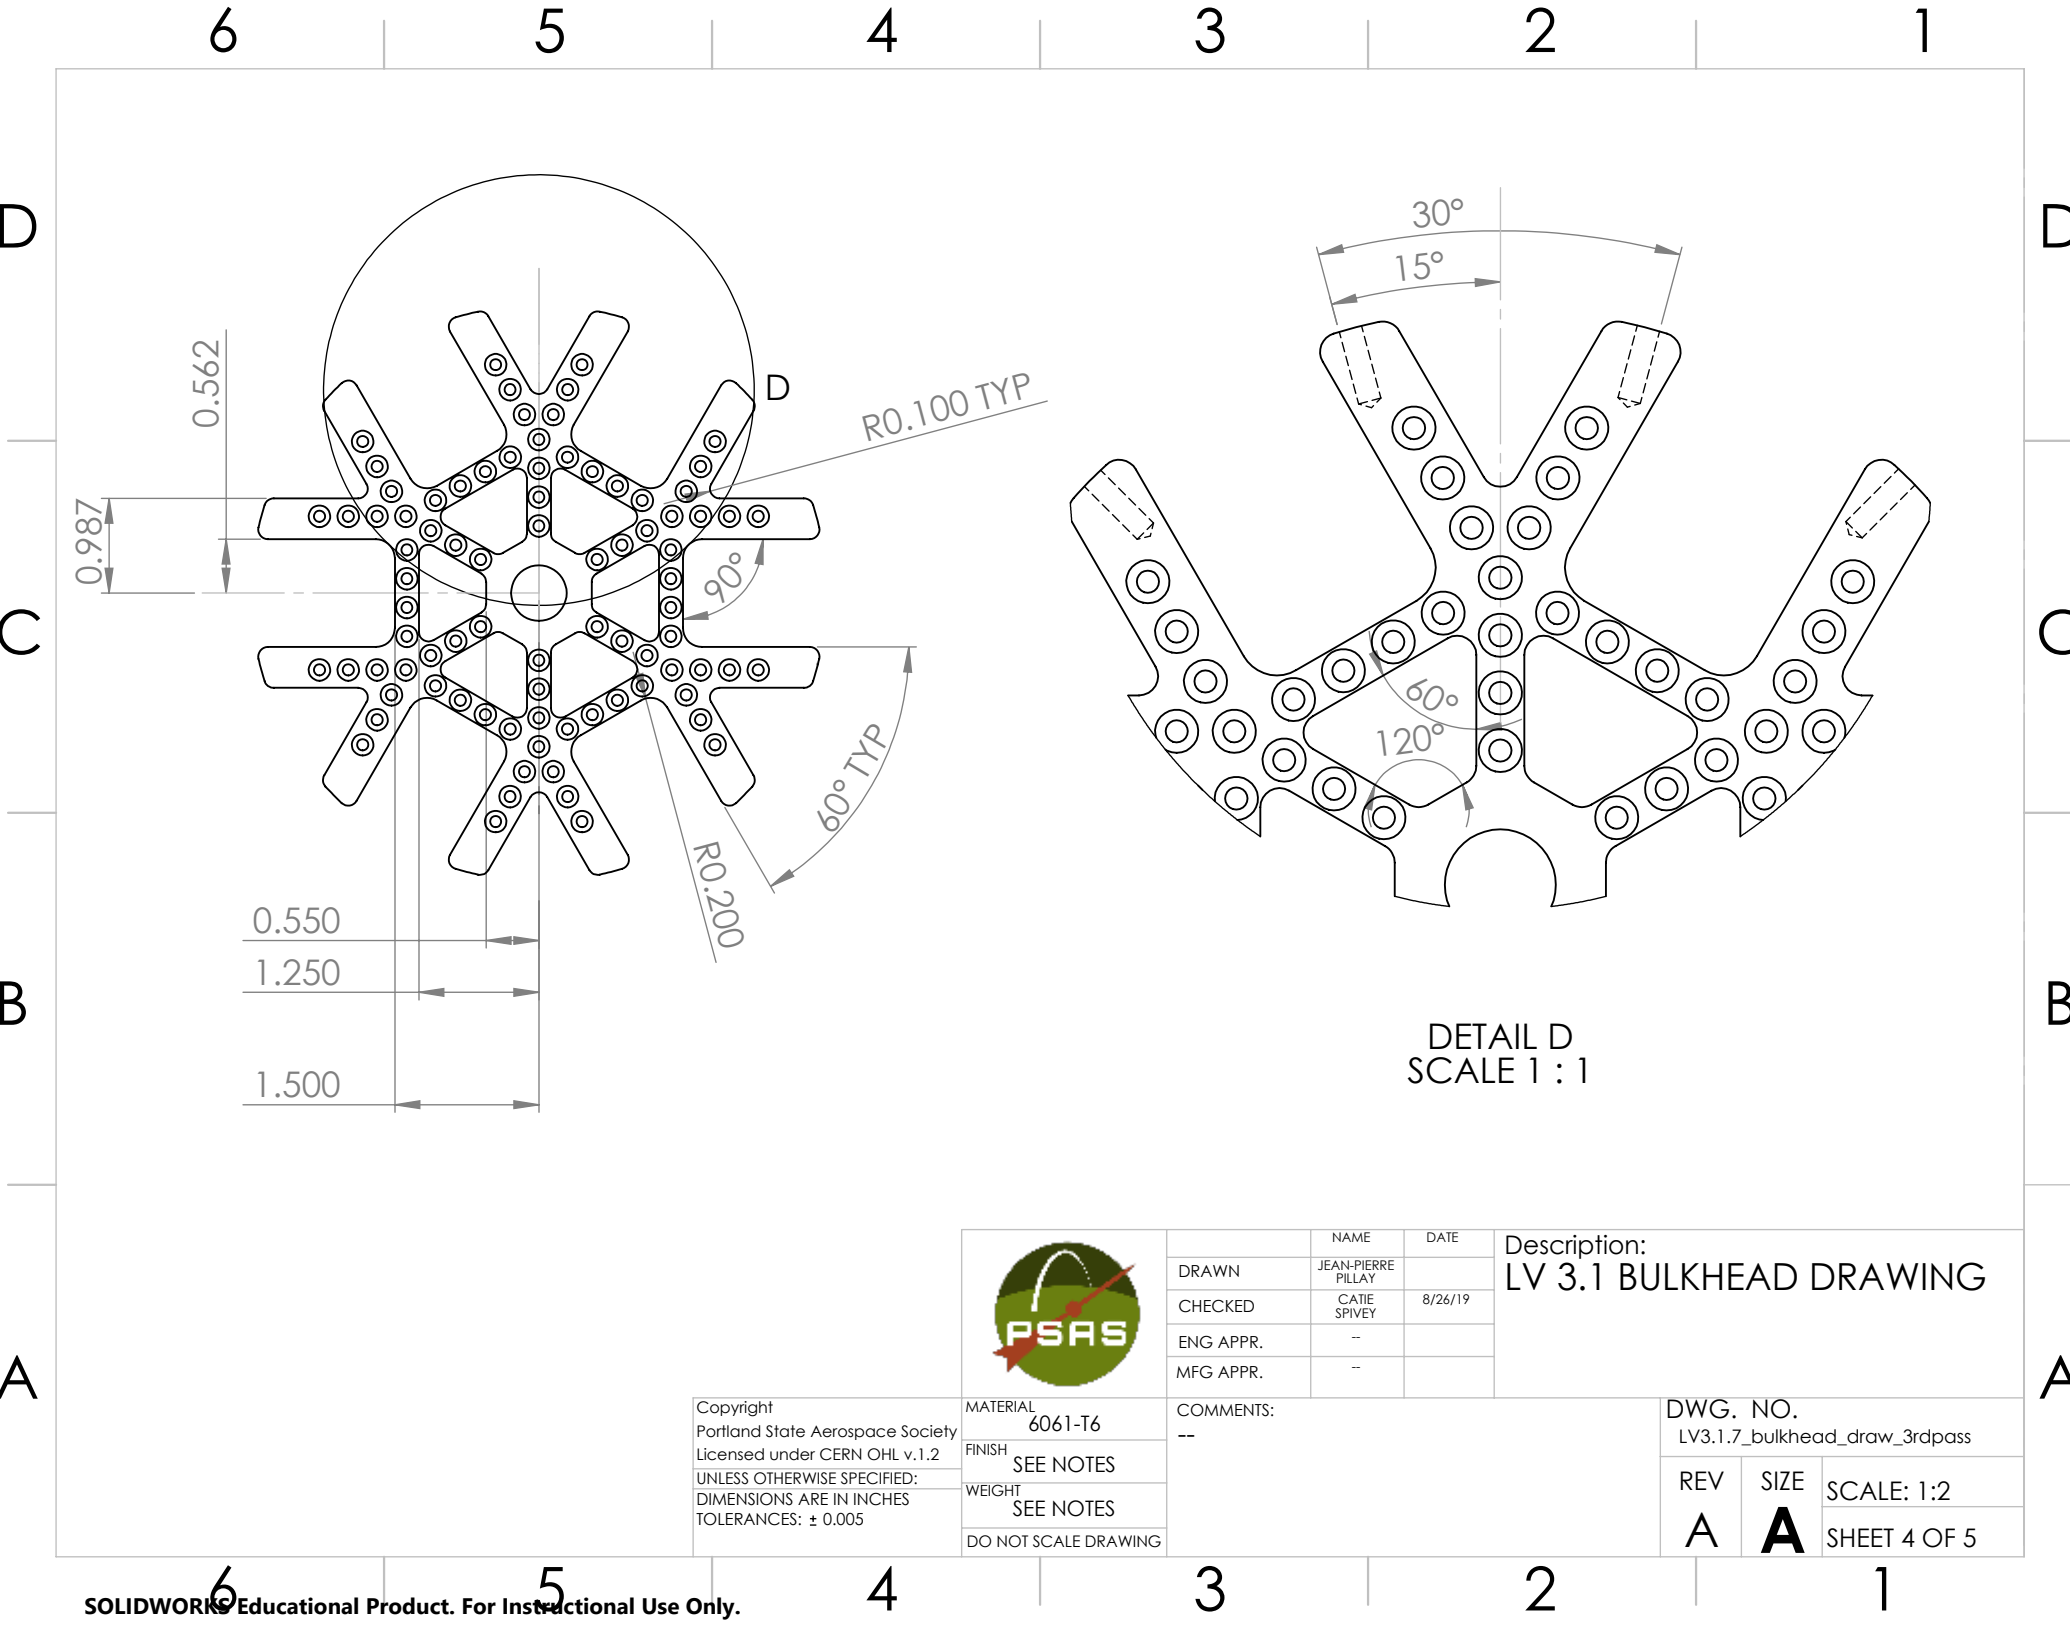 6 5 4 3 2 1
D
D
C
C
B
B
A
A
0.562
0.987
D
R0.100 TYP
90°
60° TYP
R0.200
0.550
1.250
1.500
30°
15°
60°
120°
DETAIL D
SCALE 1 : 1
PSAS
NAME DATE
DRAWN JEAN-PIERRE PILLAY
CHECKED CATIE SPIVEY 8/26/19
ENG APPR. --
MFG APPR. --
Description:
LV 3.1 BULKHEAD DRAWING
Copyright
Portland State Aerospace Society
Licensed under CERN OHL v.1.2
UNLESS OTHERWISE SPECIFIED:
DIMENSIONS ARE IN INCHES
TOLERANCES: ± 0.005
MATERIAL
6061-T6
FINISH
SEE NOTES
WEIGHT
SEE NOTES
DO NOT SCALE DRAWING
COMMENTS:
--
DWG. NO.
LV3.1.7_bulkhead_draw_3rdpass
REV
A
SIZE
A
SCALE: 1:2
SHEET 4 OF 5
6 5 4 3 2 1
SOLIDWORKS Educational Product. For Instructional Use Only.